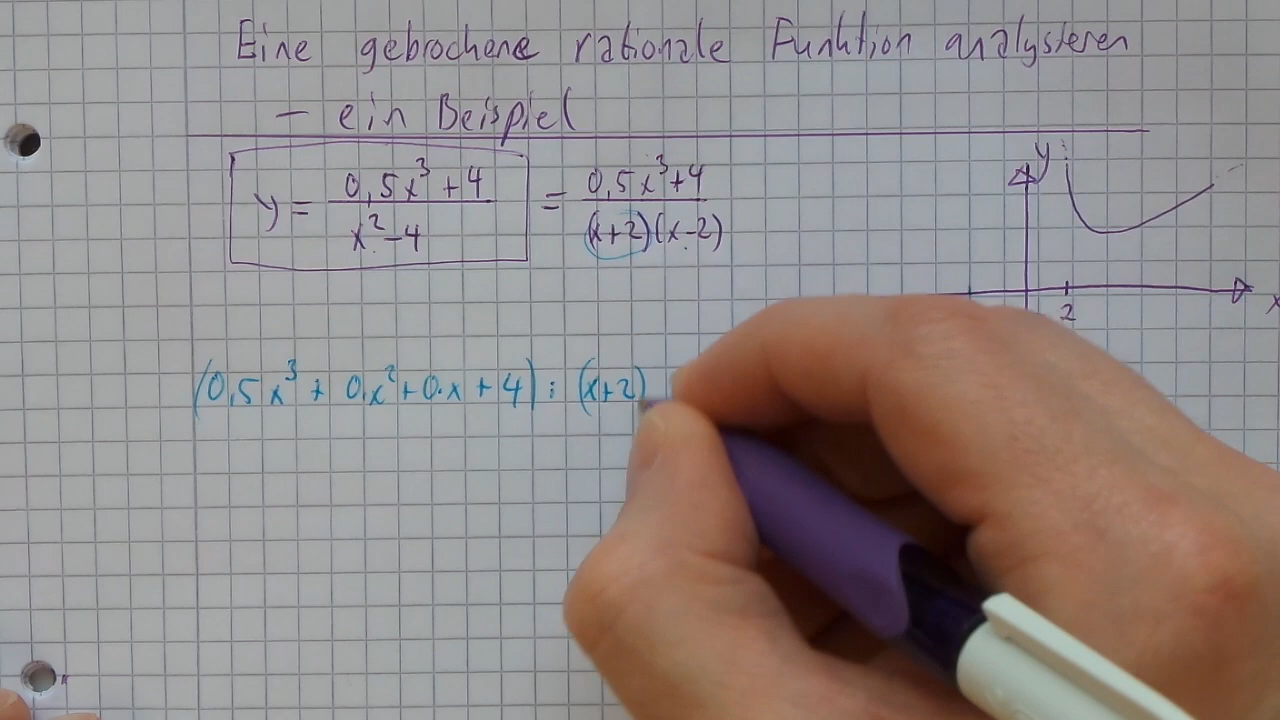 Eine gebrochene rationale Funktion analysieren
– ein Beispiel
y = (0,5x³+4)/(x²-4) = (0,5x³+4)/((x+2)(x-2))
y
2
x
(0,5x³ + 0x² + 0·x + 4) : (x+2)